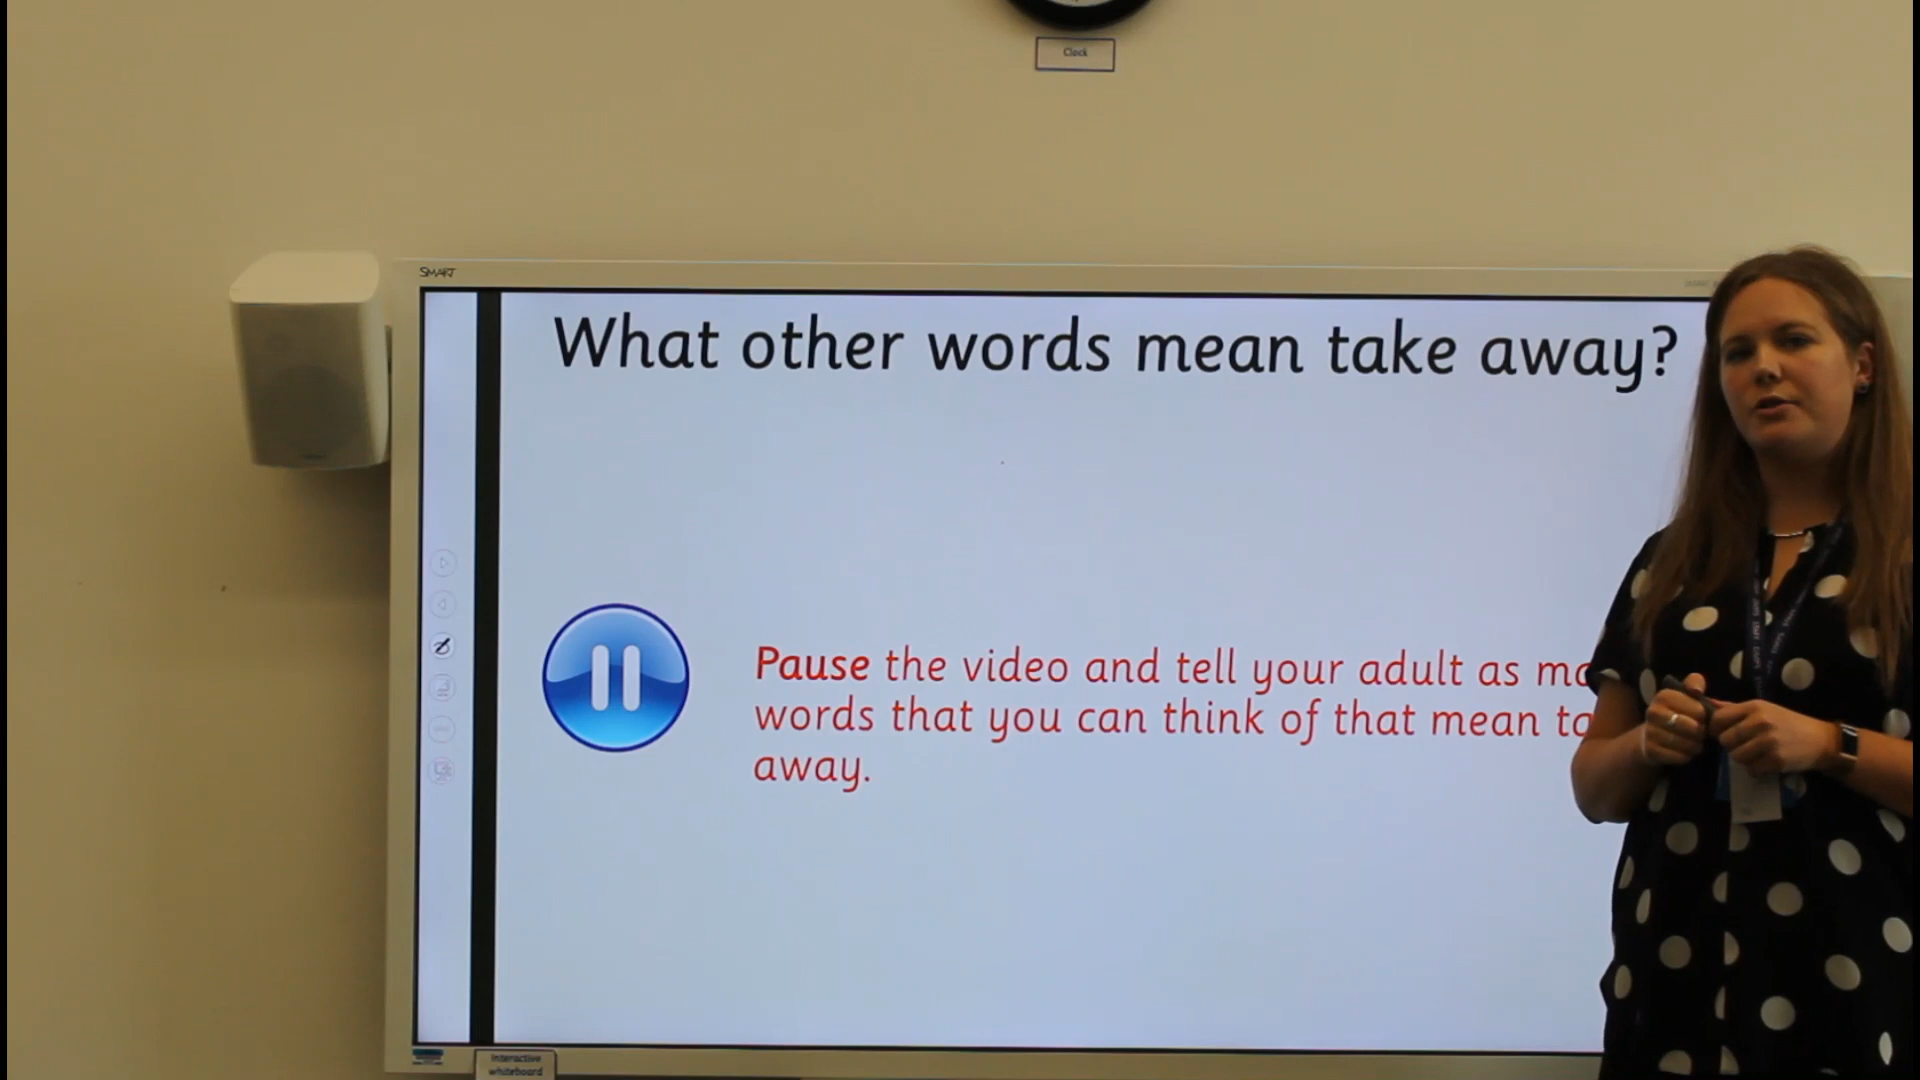 Clock
SMART
What other words mean take away?
Pause the video and tell your adult as
words that you can think of that mean
away.
Interactive
whiteboard